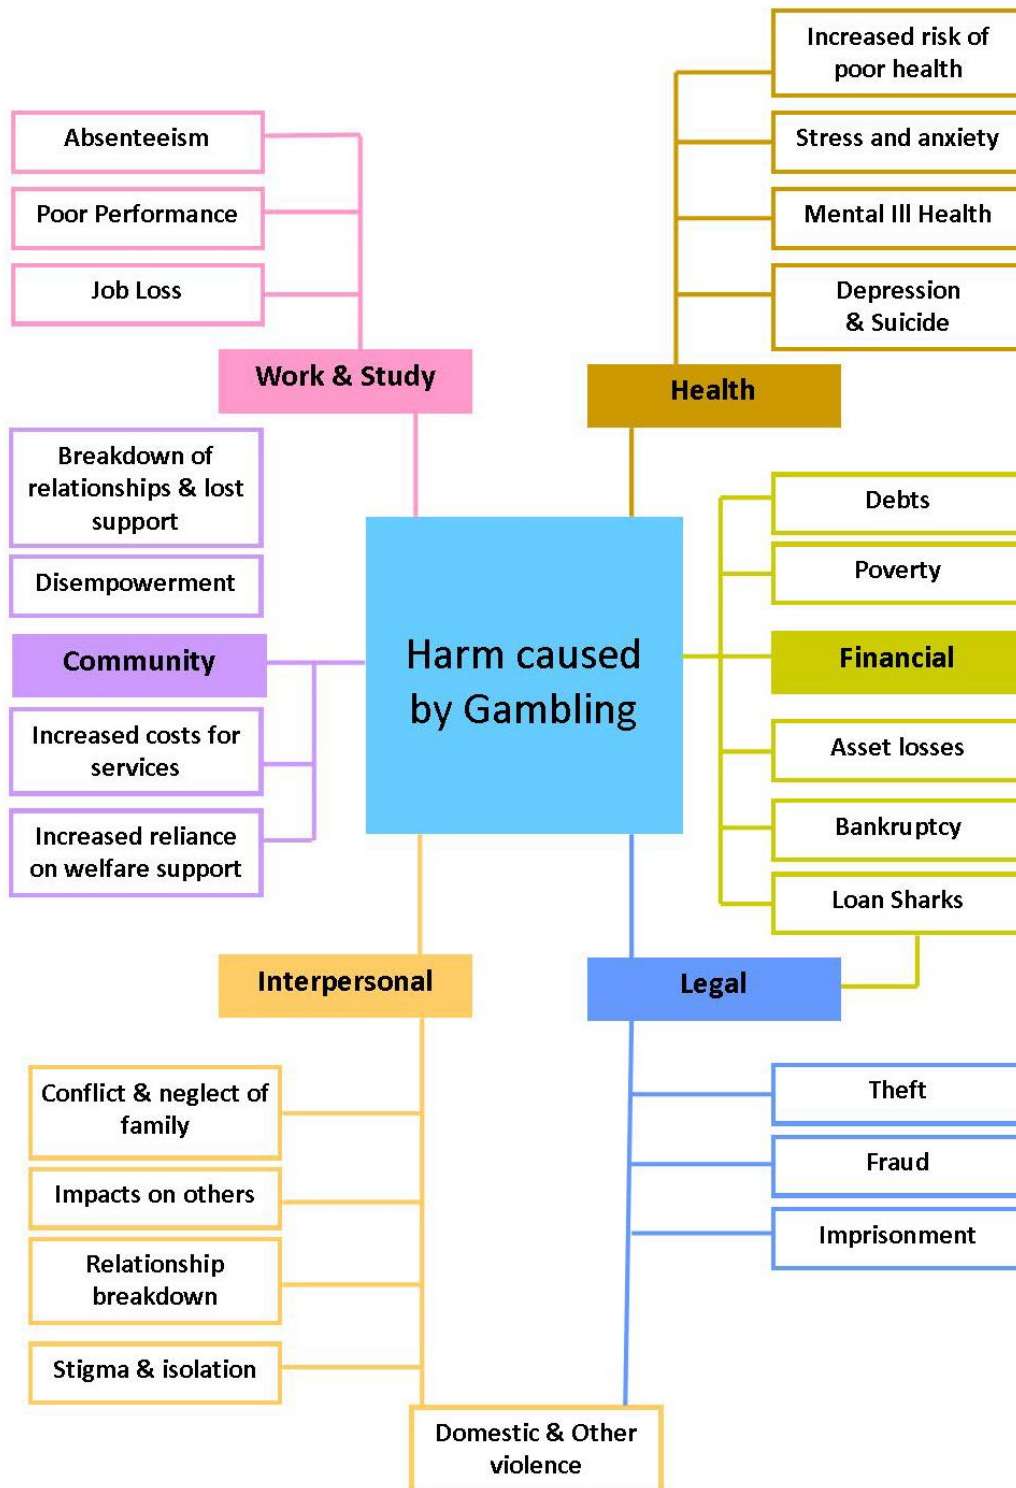 Absenteeism
Poor Performance
Job Loss
Work & Study
Increased risk of
poor health
Stress and anxiety
Mental Ill Health
Depression
& Suicide
Health
Breakdown of
relationships & lost
support
Disempowerment
Community
Increased costs for
services
Increased reliance
on welfare support
Harm caused
by Gambling
Debts
Poverty
Financial
Asset losses
Bankruptcy
Loan Sharks
Interpersonal
Conflict & neglect of
family
Impacts on others
Relationship
breakdown
Stigma & isolation
Legal
Theft
Fraud
Imprisonment
Domestic & Other
violence